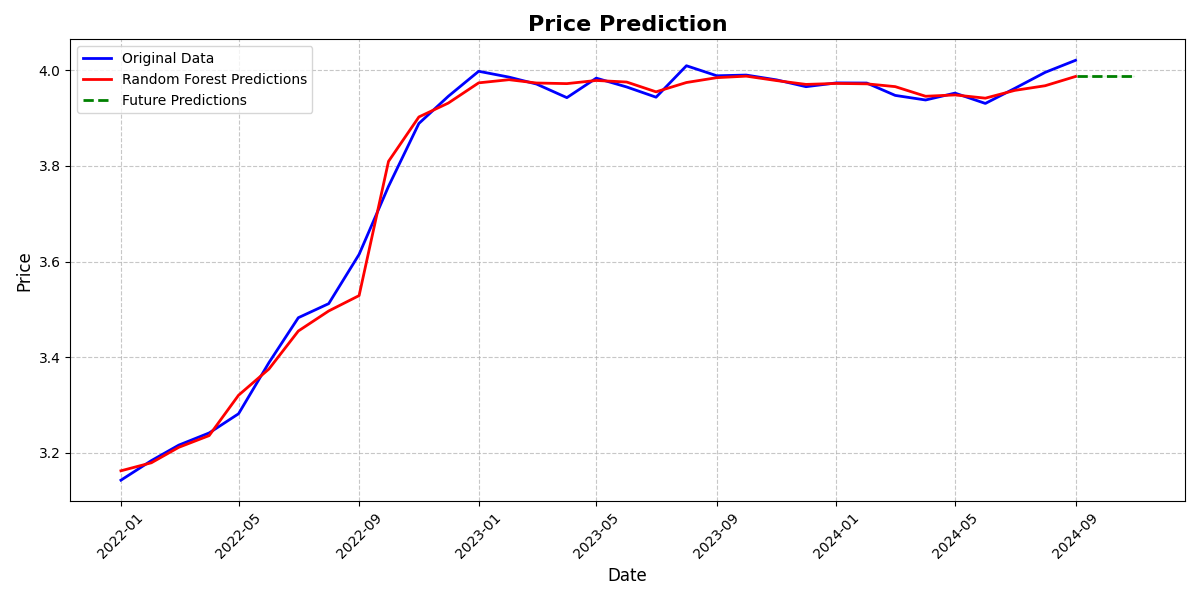 Price Prediction
Original Data
Random Forest Predictions
Future Predictions
Price
4.0
3.8
3.6
3.4
3.2
2022-01
2022-05
2022-09
2023-01
2023-05
2023-09
2024-01
2024-05
2024-09
Date